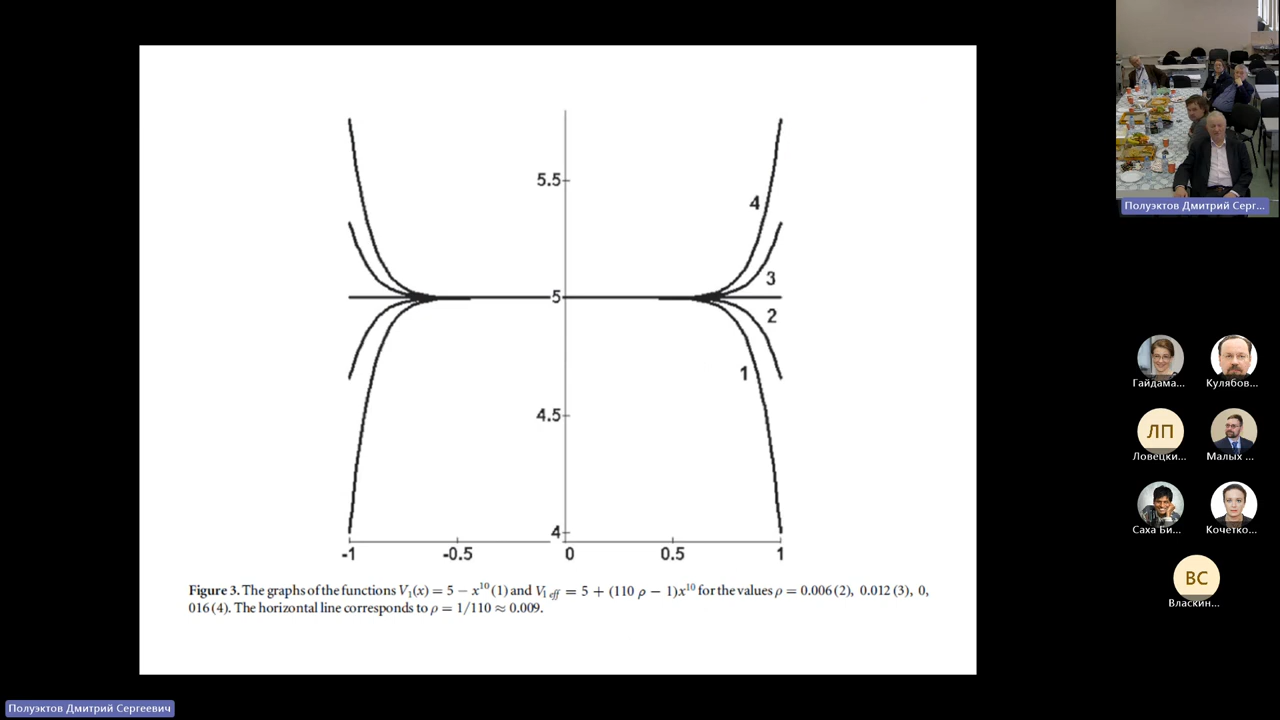 5.5
4
3
5
2
1
4.5
4
-1 -0.5 0 0.5 1
Figure 3. The graphs of the functions V₁(x) = 5 − x¹⁰ (1) and V₁ eff = 5 + (110 ρ − 1)x¹⁰ for the values ρ = 0.006 (2), 0.012 (3), 0,
016 (4). The horizontal line corresponds to ρ = 1/110 ≈ 0.009.
Полуэктов Дмитрий Серг...
Гайдама... Кулябов...
ЛП
Ловецки... Малых ...
Саха Би... Кочетко...
ВС
Власкин...
Полуэктов Дмитрий Сергеевич